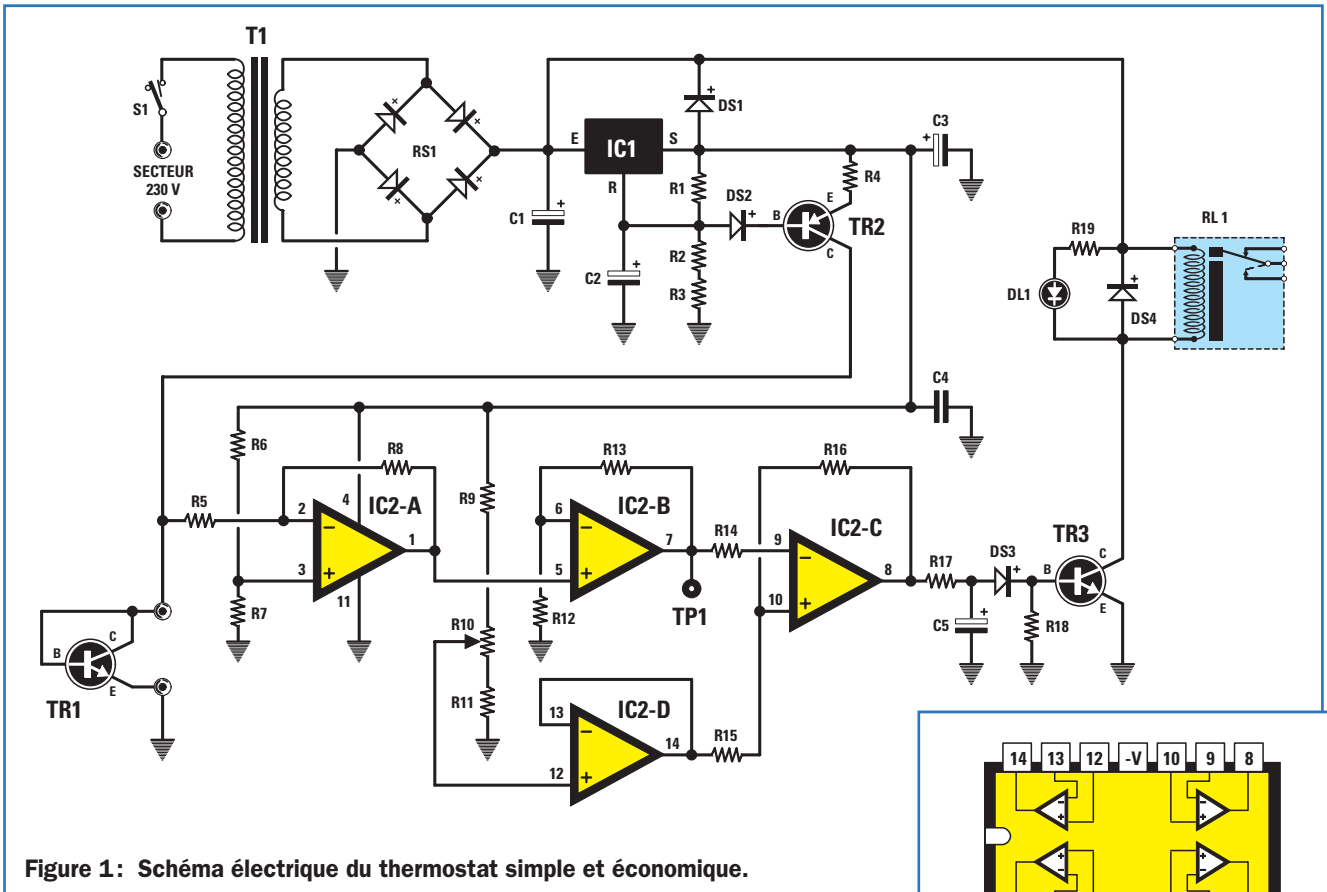 T1
S1
SECTEUR
230 V
RS1
C1
E
IC1
S
R
DS1
C3
+
R1
DS2
R4
B
E
C
TR2
C2
R2
R3
R19
RL 1
DL1
DS4
C4
R6
R8
R5
2
4
IC2-A
1
3
11
R7
R9
R13
6
IC2-B
7
5
R12
TP1
R14
R16
9
IC2-C
8
10
R17
DS3
TR3
B
C
E
C5
R18
R10
R11
13
IC2-D
14
12
R15
B
C
E
TR1
14 13 12 -V 10 9 8
Figure 1: Schéma électrique du thermostat simple et économique.